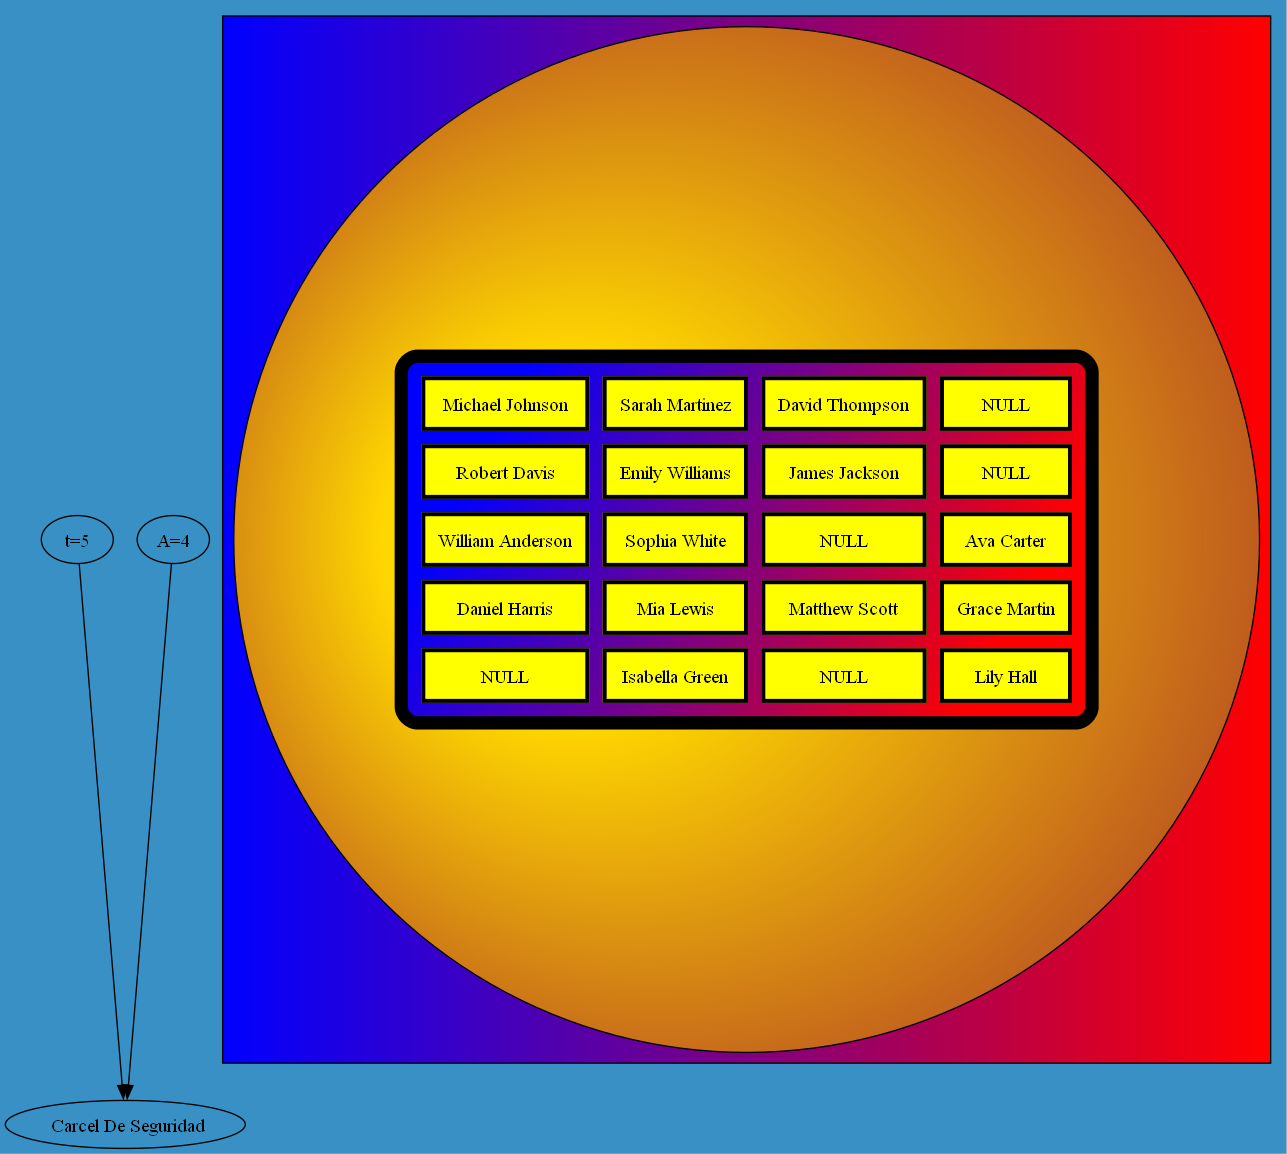 Michael Johnson Sarah Martinez David Thompson NULL
Robert Davis Emily Williams James Jackson NULL
William Anderson Sophia White NULL Ava Carter
Daniel Harris Mia Lewis Matthew Scott Grace Martin
NULL Isabella Green NULL Lily Hall
t=5 A=4
Carcel De Seguridad